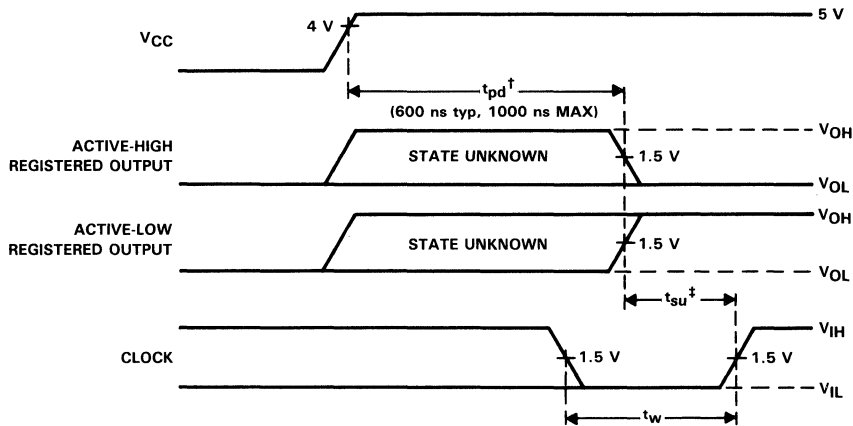 5 V
4 V
VCC
tpd†
(600 ns typ, 1000 ns MAX)
VOH
ACTIVE-HIGH
REGISTERED OUTPUT
STATE UNKNOWN
1.5 V
VOL
VOH
ACTIVE-LOW
REGISTERED OUTPUT
STATE UNKNOWN
1.5 V
VOL
tsu‡
VIH
CLOCK
1.5 V
1.5 V
VIL
tw